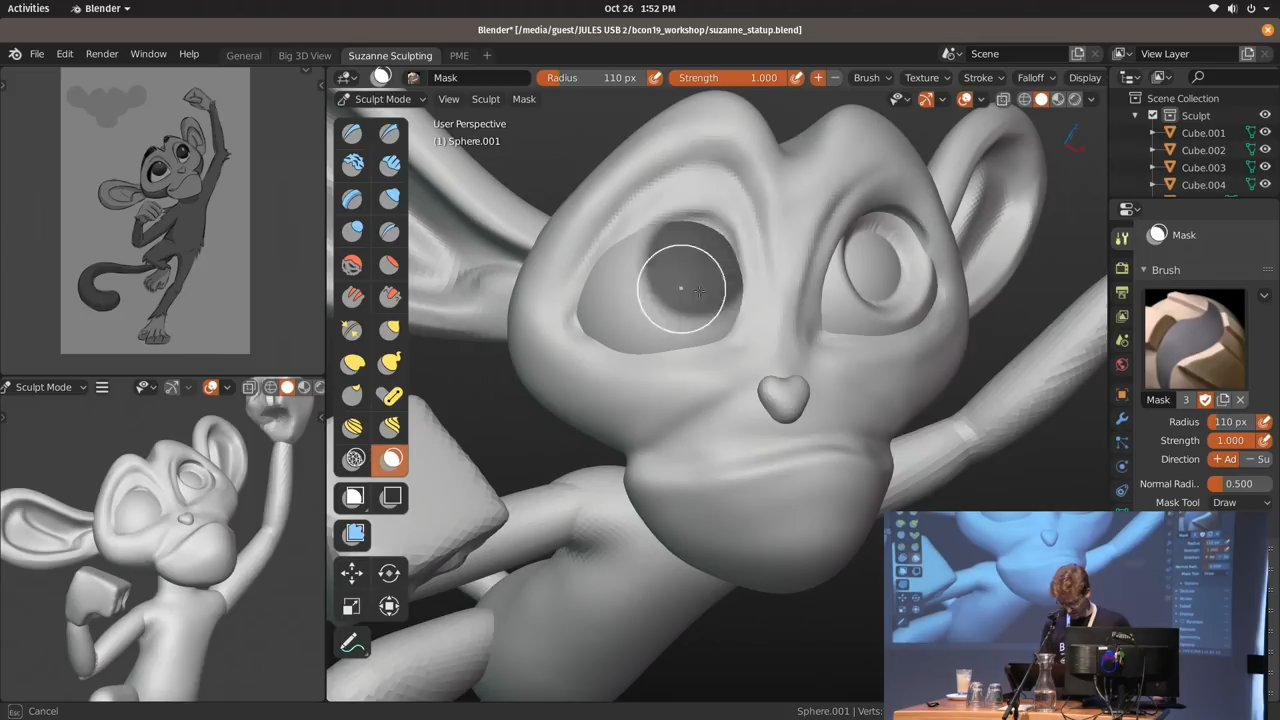 Activities
Blender
Oct 26 1:52 PM
Blender* [/media/guest/JULES USB 2/bcon19_workshop/suzanne_statup.blend]
File Edit Render Window Help
General Big 3D View Suzanne Sculpting PME +
Scene
View Layer
Mask
Radius 110 px
Strength 1.000
Brush Texture Stroke Falloff Display
Sculpt Mode View Sculpt Mask
User Perspective
(1) Sphere.001
Scene Collection
Sculpt
Cube.001
Cube.002
Cube.003
Cube.004
Mask
Brush
Mask 3
Radius 110 px
Strength 1.000
Direction + Ad — Su
Normal Radi.. 0.500
Mask Tool Draw
Sculpt Mode
Esc Cancel
Sphere.001 | Verts: